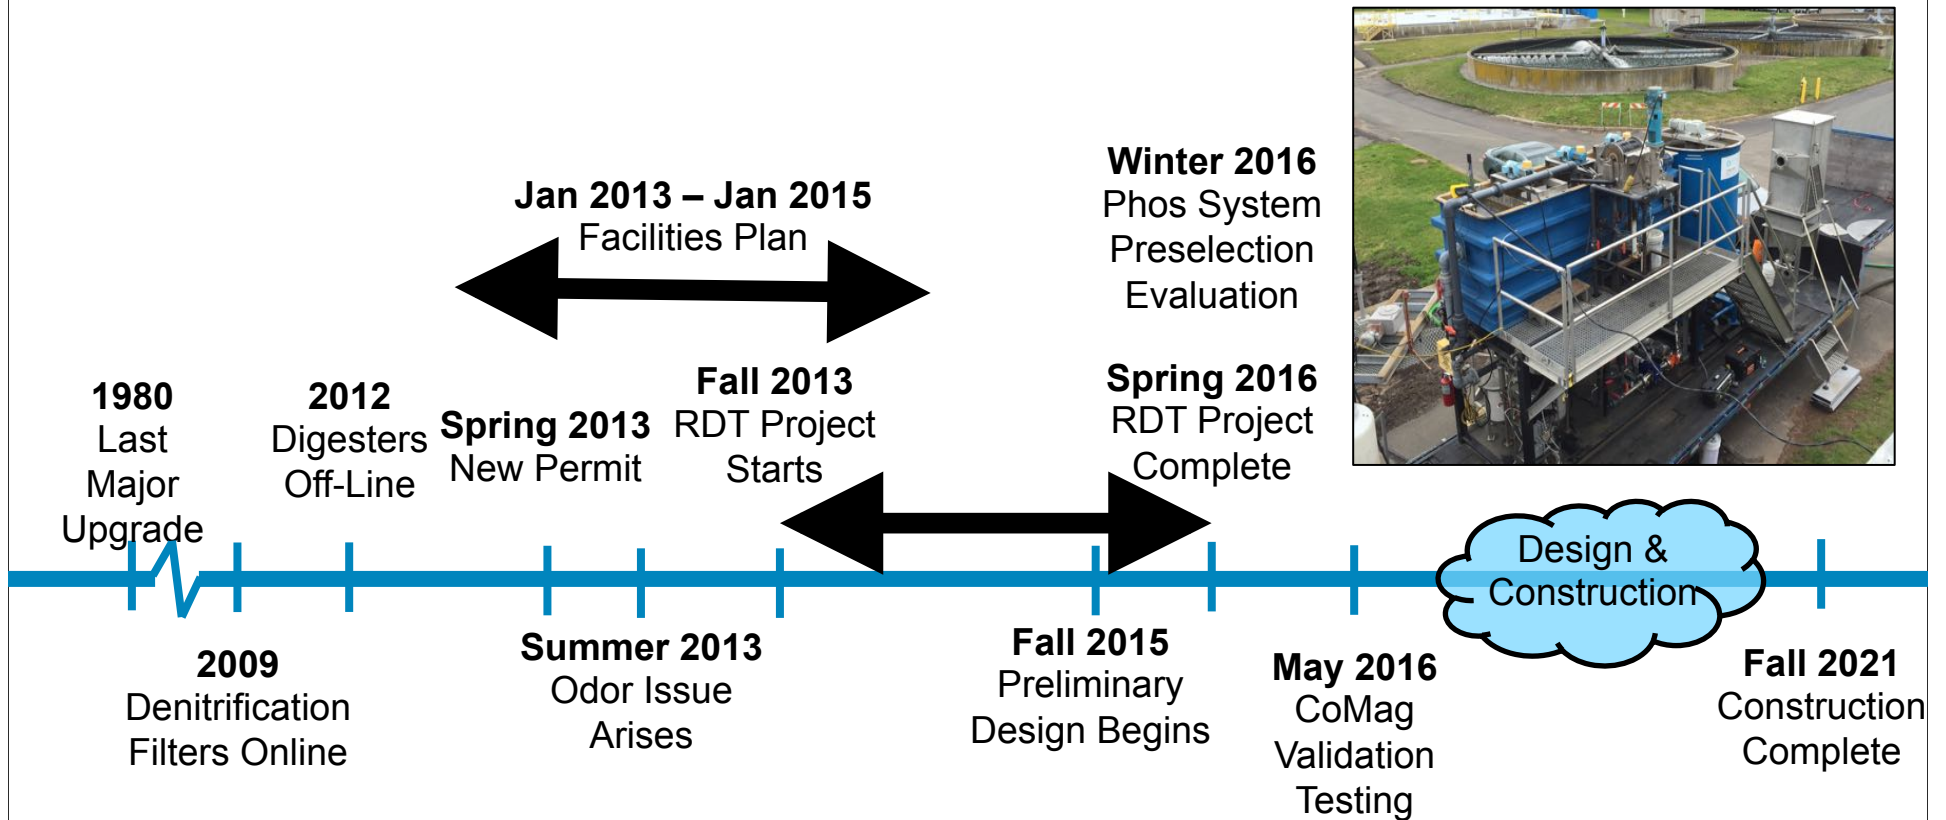 Jan 2013 – Jan 2015
Facilities Plan
Winter 2016
Phos System
Preselection
Evaluation
1980
Last
Major
Upgrade
2012
Digesters
Off-Line
Spring 2013
New Permit
Fall 2013
RDT Project
Starts
Spring 2016
RDT Project
Complete
Design &
Construction
2009
Denitrification
Filters Online
Summer 2013
Odor Issue
Arises
Fall 2015
Preliminary
Design Begins
May 2016
CoMag
Validation
Testing
Fall 2021
Construction
Complete